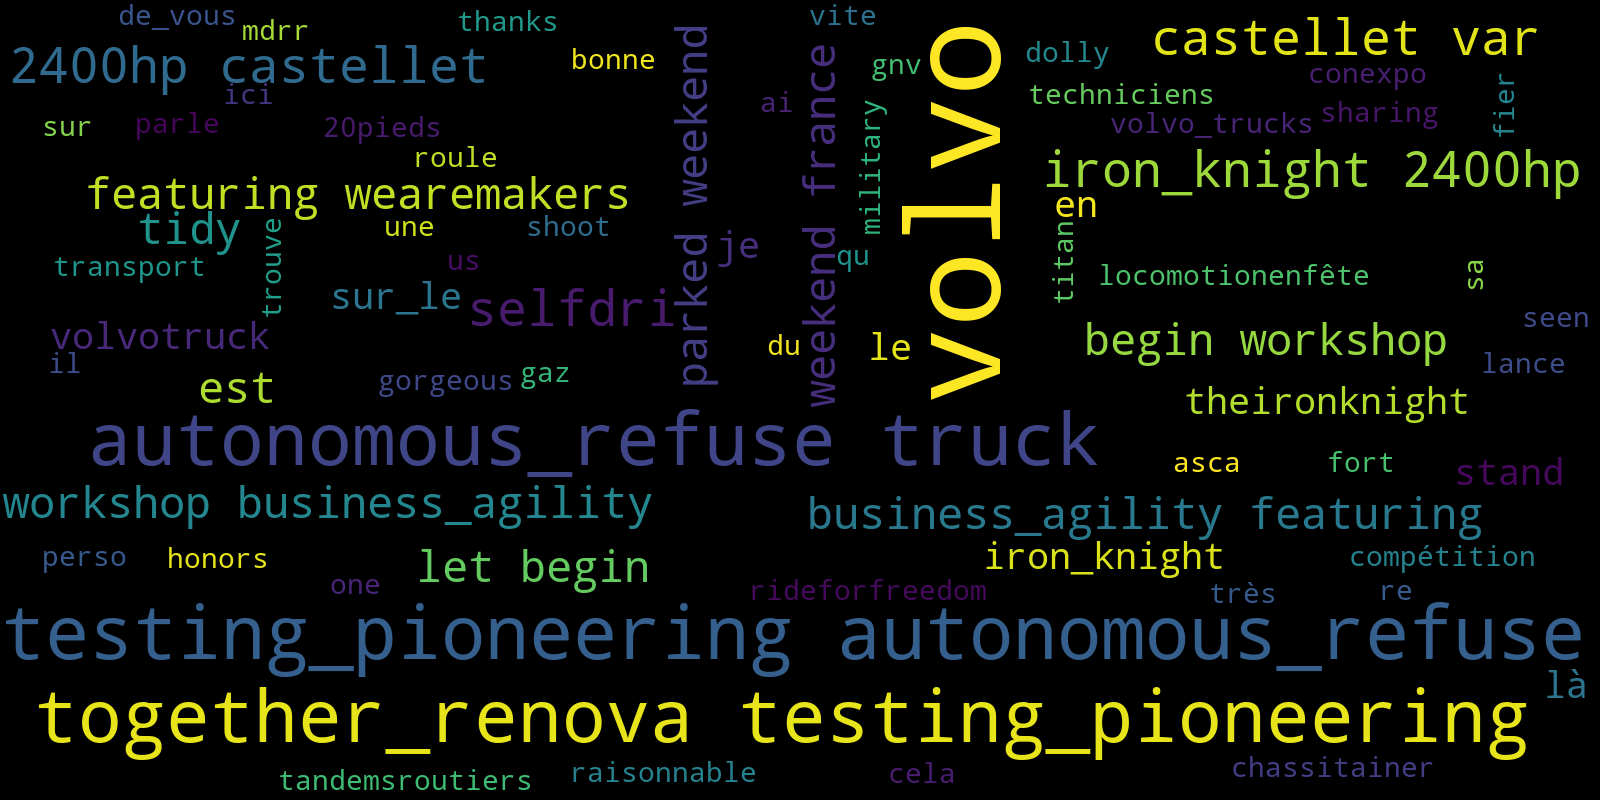 de_vous
mdrr
thanks
vite
2400hp castellet
bonne
castellet var
dolly
gnv
conexpo
ici
ai
techniciens
fier
sur
parle
20pieds
volvo_trucks
sharing
military
roule
parked weekend
weekend france
volvo
iron_knight 2400hp
featuring wearemakers
en
tidy
une
shoot
je
qu
titan
transport
trouve
us
locomotionenfête
sa
sur_le
selfdri
seen
volvotruck
du
le
begin workshop
il
lance
est
gorgeous
gaz
theironknight
autonomous_refuse truck
asca
fort
stand
workshop business_agility
business_agility featuring
perso
honors
let begin
iron_knight
compétition
one
rideforfreedom
très
re
testing_pioneering autonomous_refuse
là
together_renova testing_pioneering
tandemsroutiers
raisonnable
cela
chassitainer